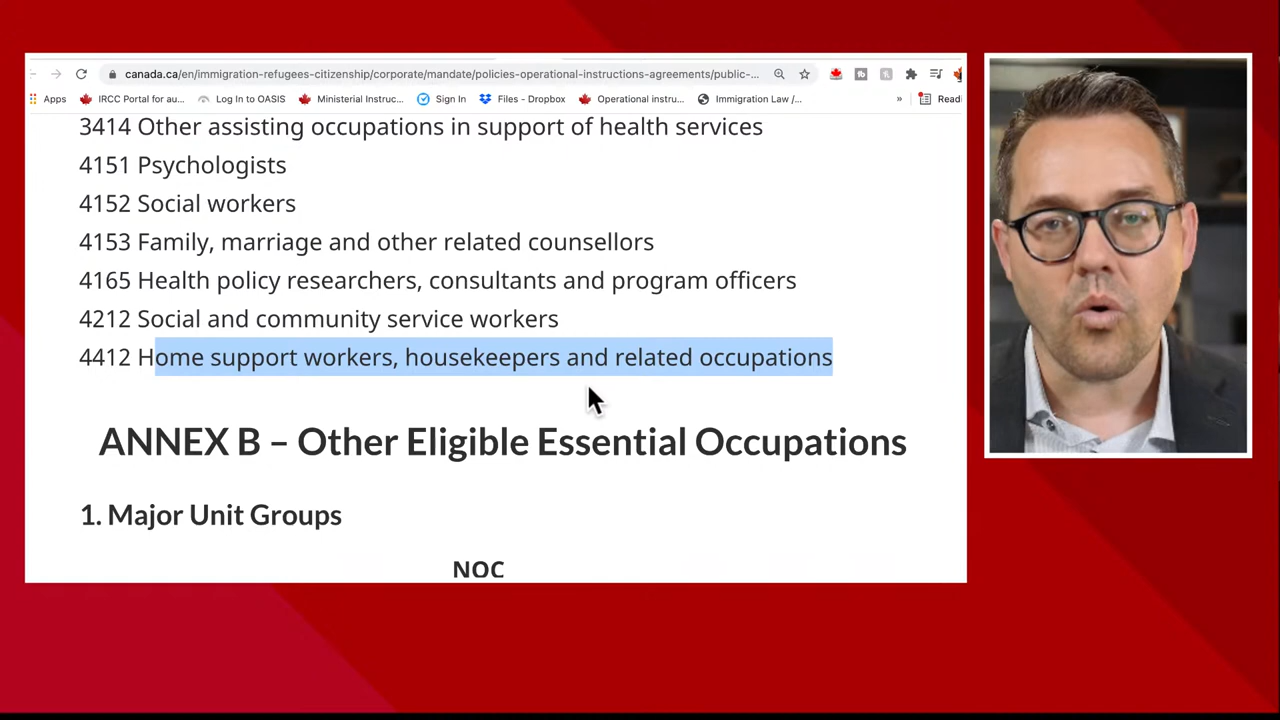 canada.ca/en/immigration-refugees-citizenship/corporate/mandate/policies-operational-instructions-agreements/public-...
Apps IRCC Portal for au... Log In to OASIS Ministerial Instruc... Sign In Files - Dropbox Operational instru... Immigration Law /... » Readi
3414 Other assisting occupations in support of health services
4151 Psychologists
4152 Social workers
4153 Family, marriage and other related counsellors
4165 Health policy researchers, consultants and program officers
4212 Social and community service workers
4412 Home support workers, housekeepers and related occupations
ANNEX B – Other Eligible Essential Occupations
1. Major Unit Groups
NOC